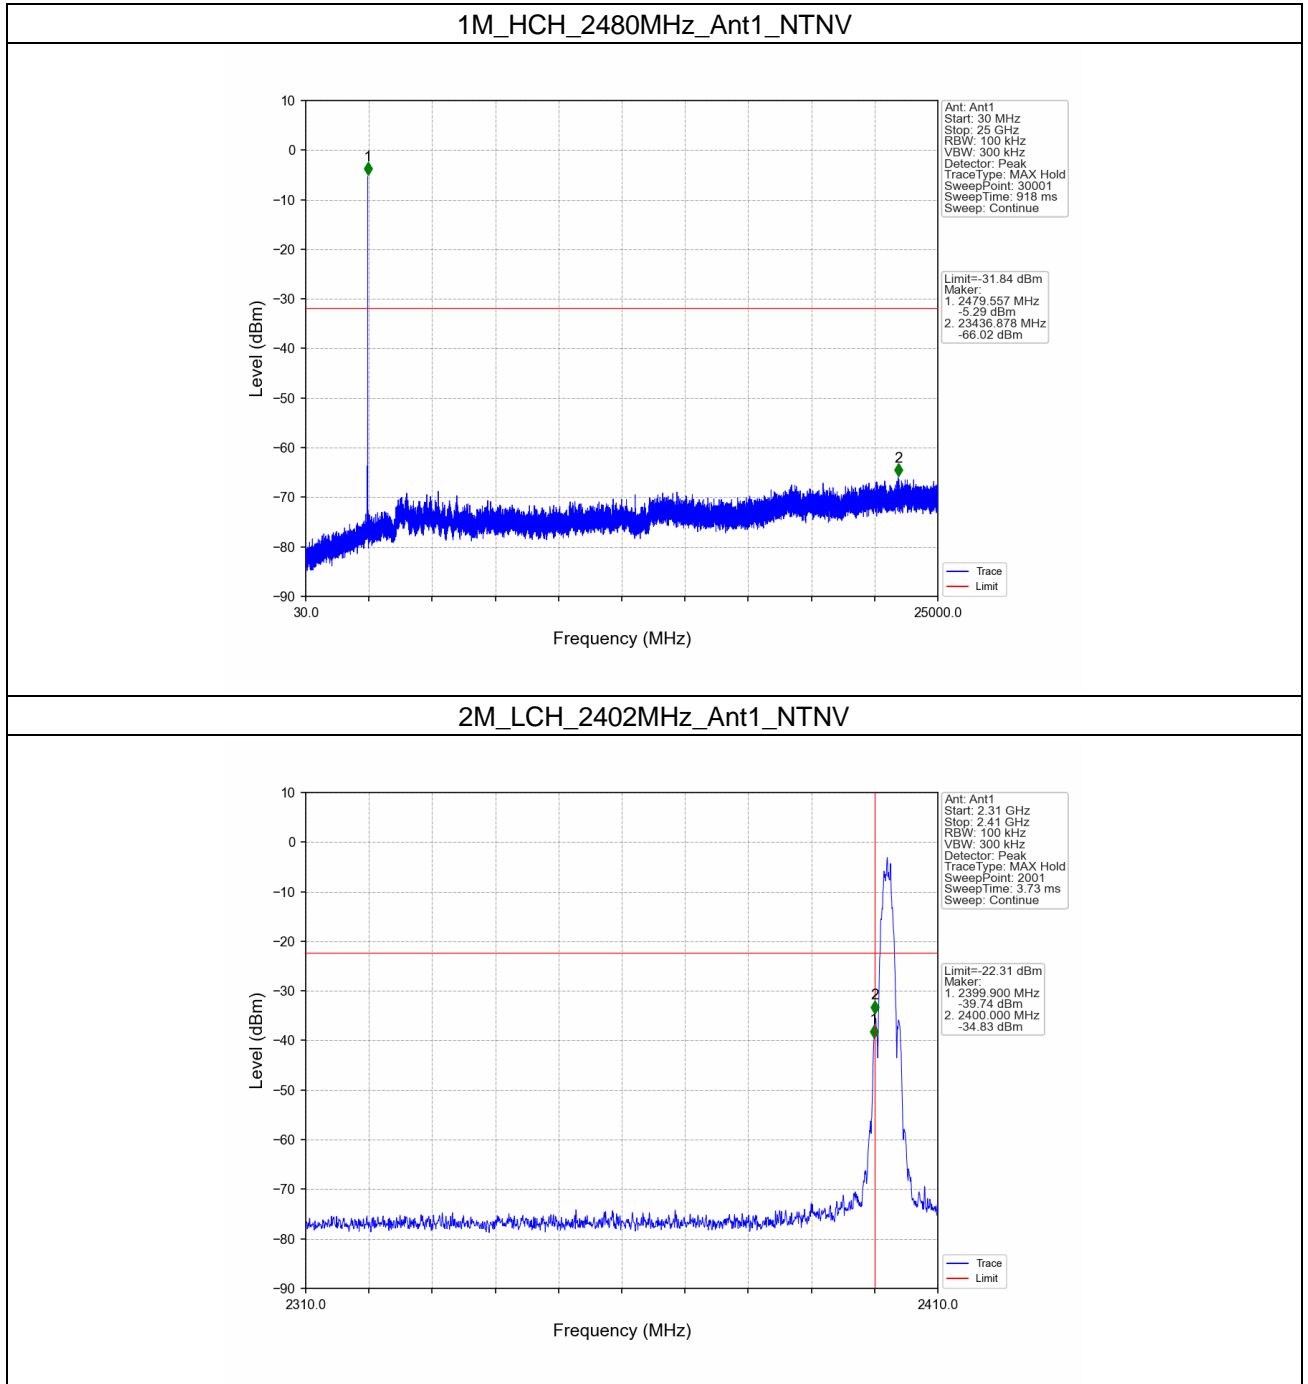 1M_HCH_2480MHz_Ant1_NTNV
10
0
−10
−20
−30
−40
−50
−60
−70
−80
−90
Level (dBm)
1
2
30.0
25000.0
Frequency (MHz)
Ant: Ant1
Start: 30 MHz
Stop: 25 GHz
RBW: 100 kHz
VBW: 300 kHz
Detector: Peak
TraceType: MAX Hold
SweepPoint: 30001
SweepTime: 918 ms
Sweep: Continue
Limit=-31.84 dBm
Maker:
1. 2479.557 MHz
-5.29 dBm
2. 23436.878 MHz
-66.02 dBm
Trace
Limit
2M_LCH_2402MHz_Ant1_NTNV
10
0
−10
−20
−30
−40
−50
−60
−70
−80
−90
Level (dBm)
2
1
2310.0
2410.0
Frequency (MHz)
Ant: Ant1
Start: 2.31 GHz
Stop: 2.41 GHz
RBW: 100 kHz
VBW: 300 kHz
Detector: Peak
TraceType: MAX Hold
SweepPoint: 2001
SweepTime: 3.73 ms
Sweep: Continue
Limit=-22.31 dBm
Maker:
1. 2399.900 MHz
-39.74 dBm
2. 2400.000 MHz
-34.83 dBm
Trace
Limit